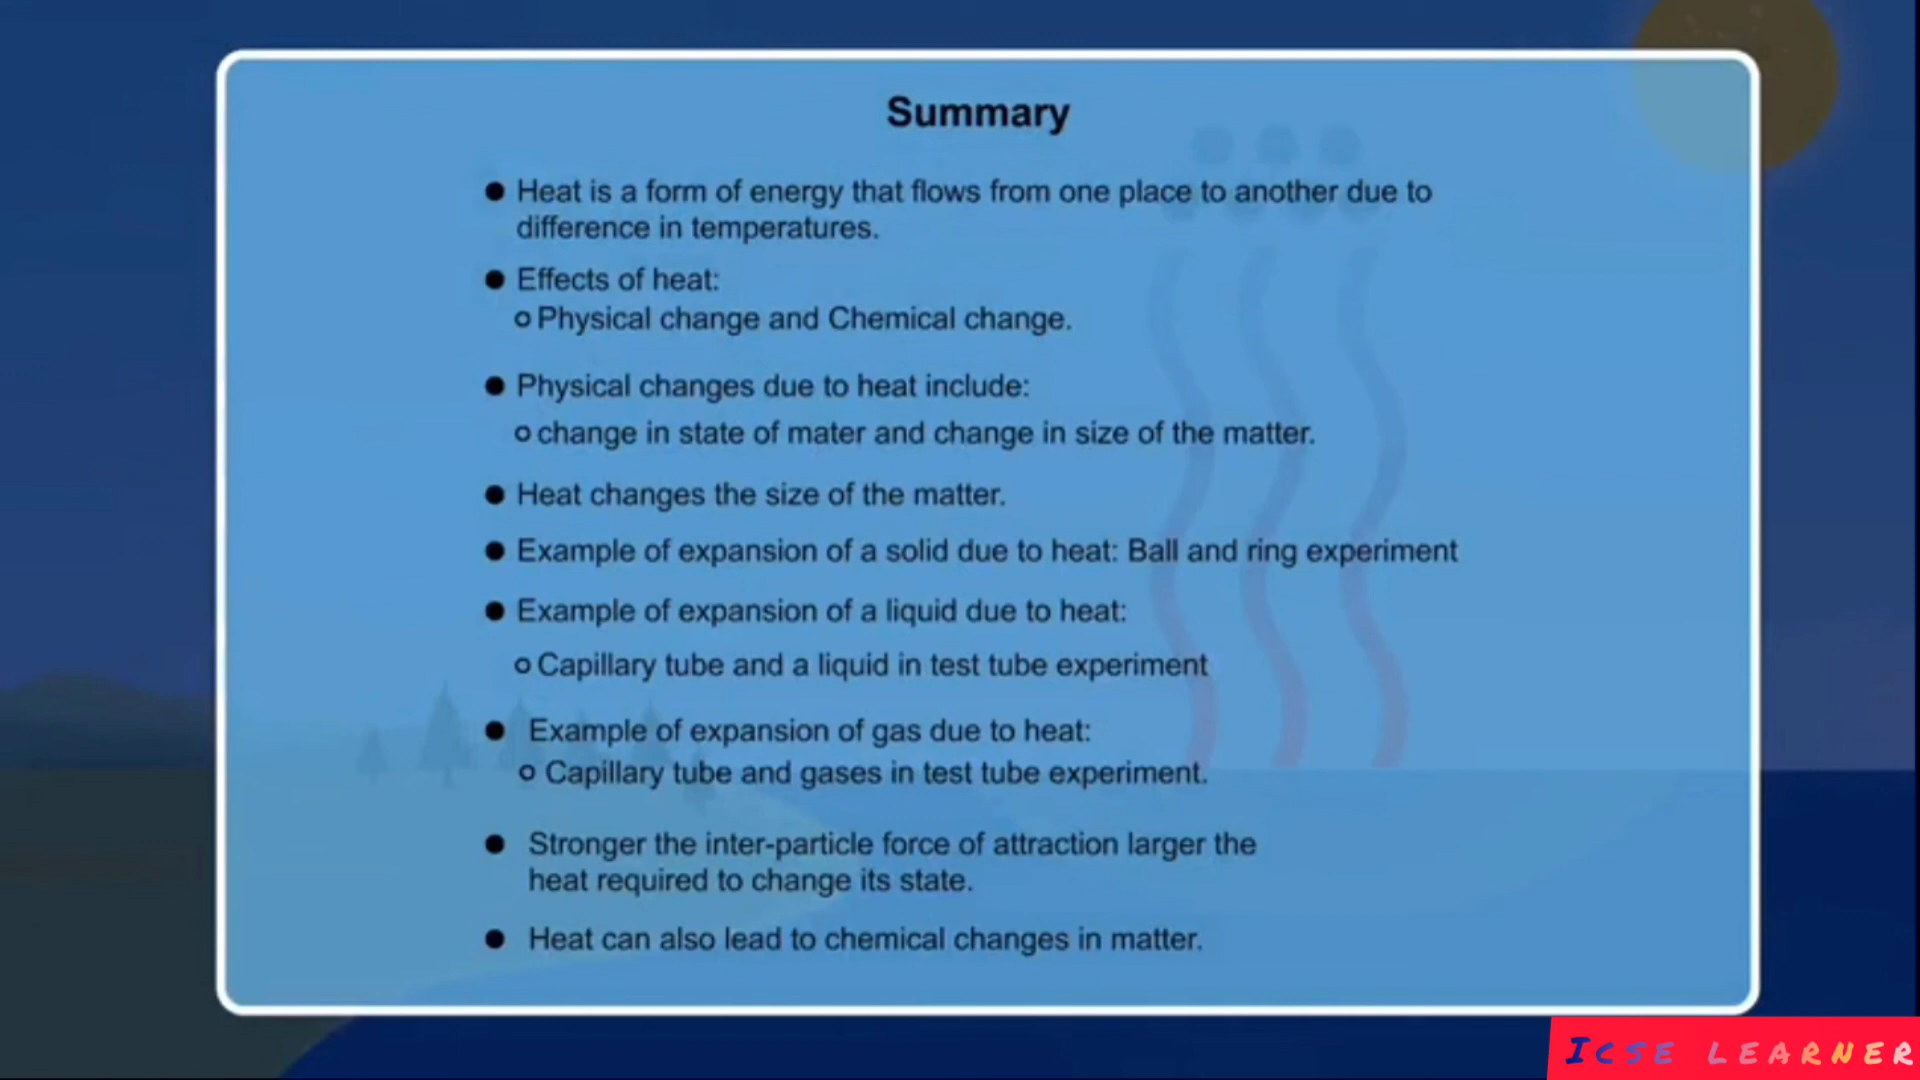 Summary
● Heat is a form of energy that flows from one place to another due to
difference in temperatures.
● Effects of heat:
o Physical change and Chemical change.
● Physical changes due to heat include:
o change in state of mater and change in size of the matter.
● Heat changes the size of the matter.
● Example of expansion of a solid due to heat: Ball and ring experiment
● Example of expansion of a liquid due to heat:
o Capillary tube and a liquid in test tube experiment
● Example of expansion of gas due to heat:
o Capillary tube and gases in test tube experiment.
● Stronger the inter-particle force of attraction larger the
heat required to change its state.
● Heat can also lead to chemical changes in matter.
ICSE LEARNER